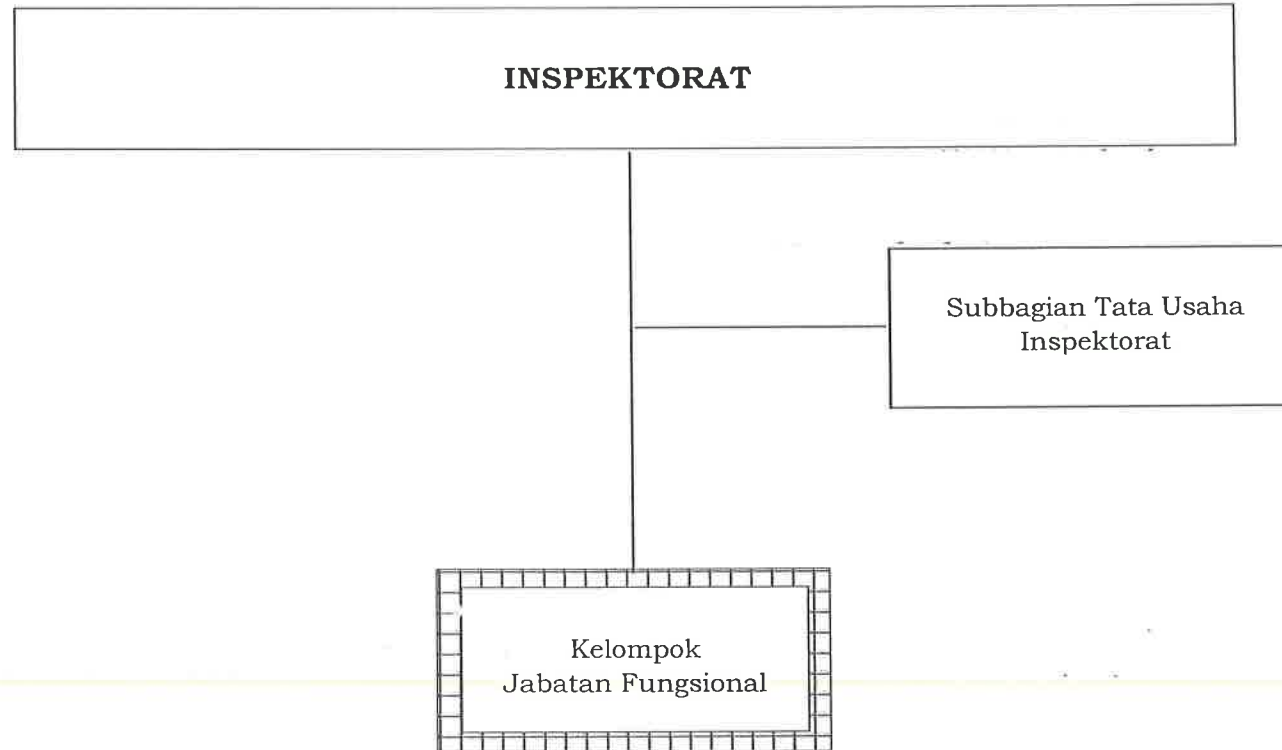 INSPEKTORAT
Subbagian Tata Usaha
Inspektorat
Kelompok
Jabatan Fungsional